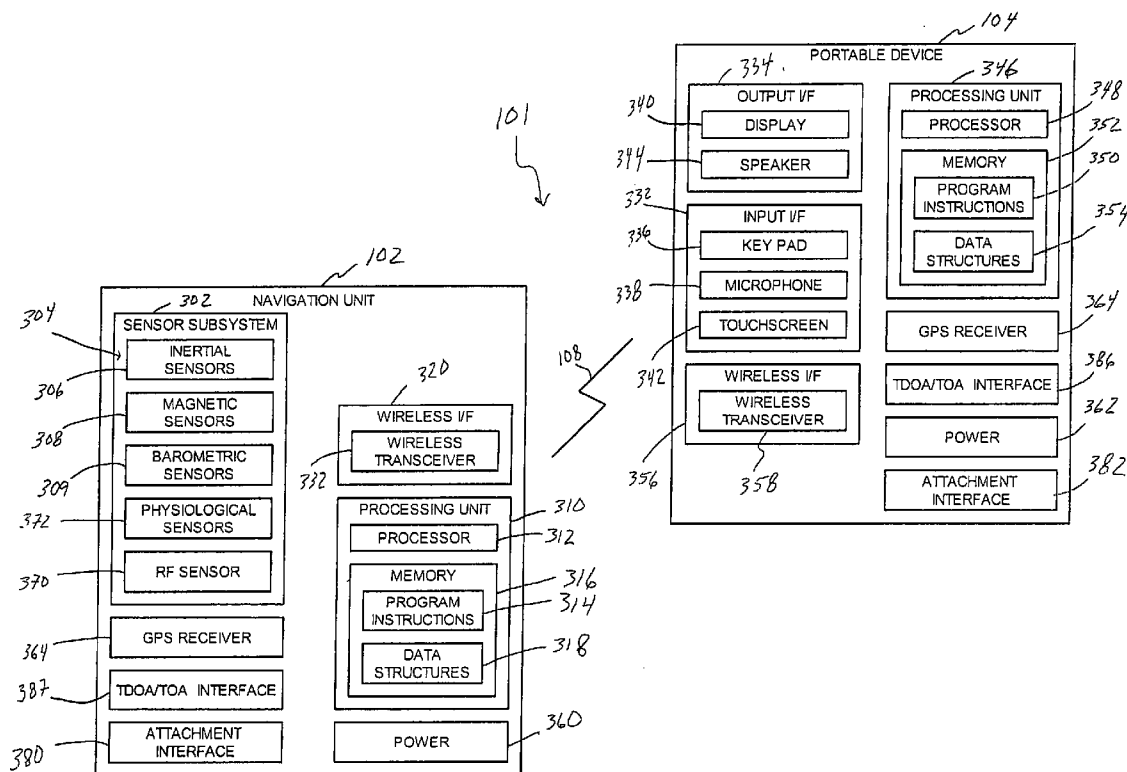 104
PORTABLE DEVICE
334
346
OUTPUT I/F
PROCESSING UNIT
340
DISPLAY
PROCESSOR
348
352
344
SPEAKER
MEMORY
350
PROGRAM
INSTRUCTIONS
332
INPUT I/F
354
336
KEY PAD
DATA
STRUCTURES
338
MICROPHONE
TOUCHSCREEN
GPS RECEIVER
364
342
WIRELESS I/F
TDOA/TOA INTERFACE
386
WIRELESS
TRANSCEIVER
POWER
362
356
358
ATTACHMENT
INTERFACE
382
101
108
102
NAVIGATION UNIT
302
SENSOR SUBSYSTEM
304
INERTIAL
SENSORS
306
MAGNETIC
SENSORS
308
BAROMETRIC
SENSORS
309
PHYSIOLOGICAL
SENSORS
372
RF SENSOR
370
GPS RECEIVER
364
TDOA/TOA INTERFACE
387
ATTACHMENT
INTERFACE
380
320
WIRELESS I/F
WIRELESS
TRANSCEIVER
332
PROCESSING UNIT
310
PROCESSOR
312
MEMORY
316
PROGRAM
INSTRUCTIONS
314
DATA
STRUCTURES
318
POWER
360